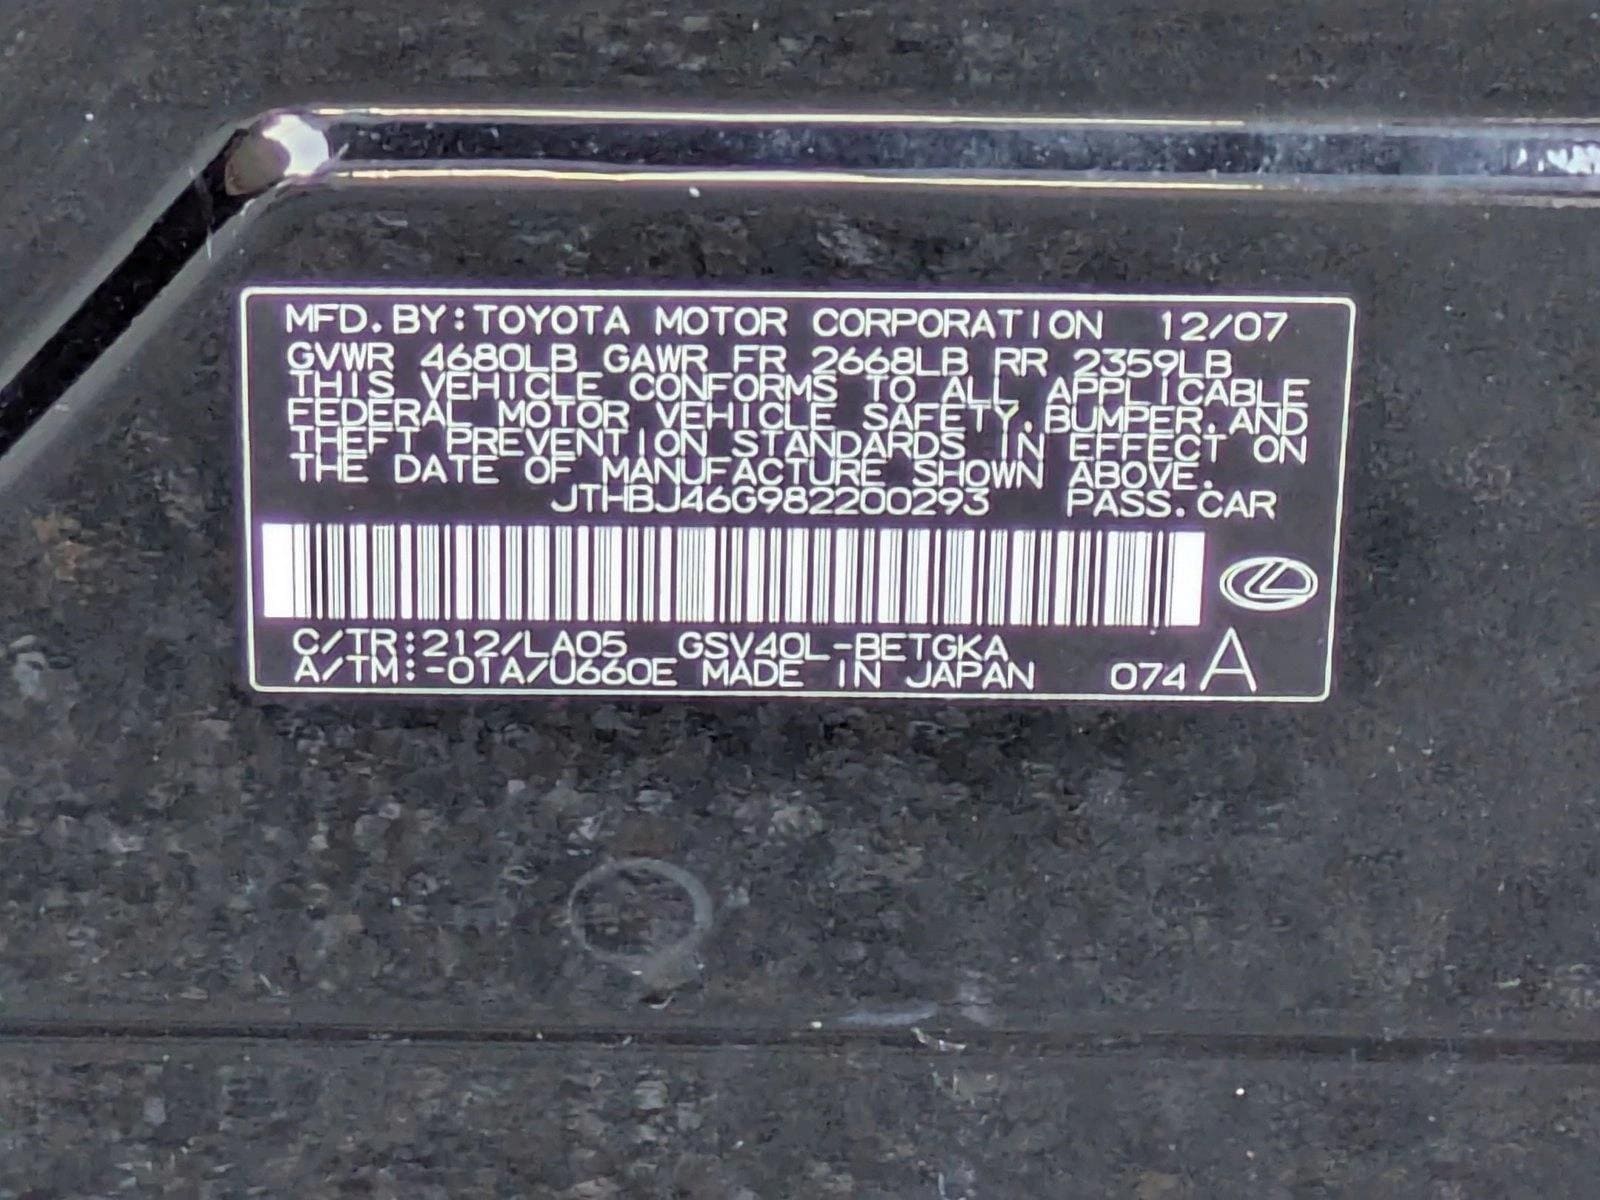 MFD.BY:TOYOTA MOTOR CORPORATION 12/07
GVWR 4680LB GAWR FR 2668LB RR 2359LB
THIS VEHICLE CONFORMS TO ALL APPLICABLE
FEDERAL MOTOR VEHICLE SAFETY,BUMPER,AND
THEFT PREVENTION STANDARDS IN EFFECT ON
THE DATE OF MANUFACTURE SHOWN ABOVE.
JTHBJ46G982200293 PASS.CAR
C/TR:212/LA05 GSV40L-BETGKA
A/TM:-01A/U660E MADE IN JAPAN 074 A